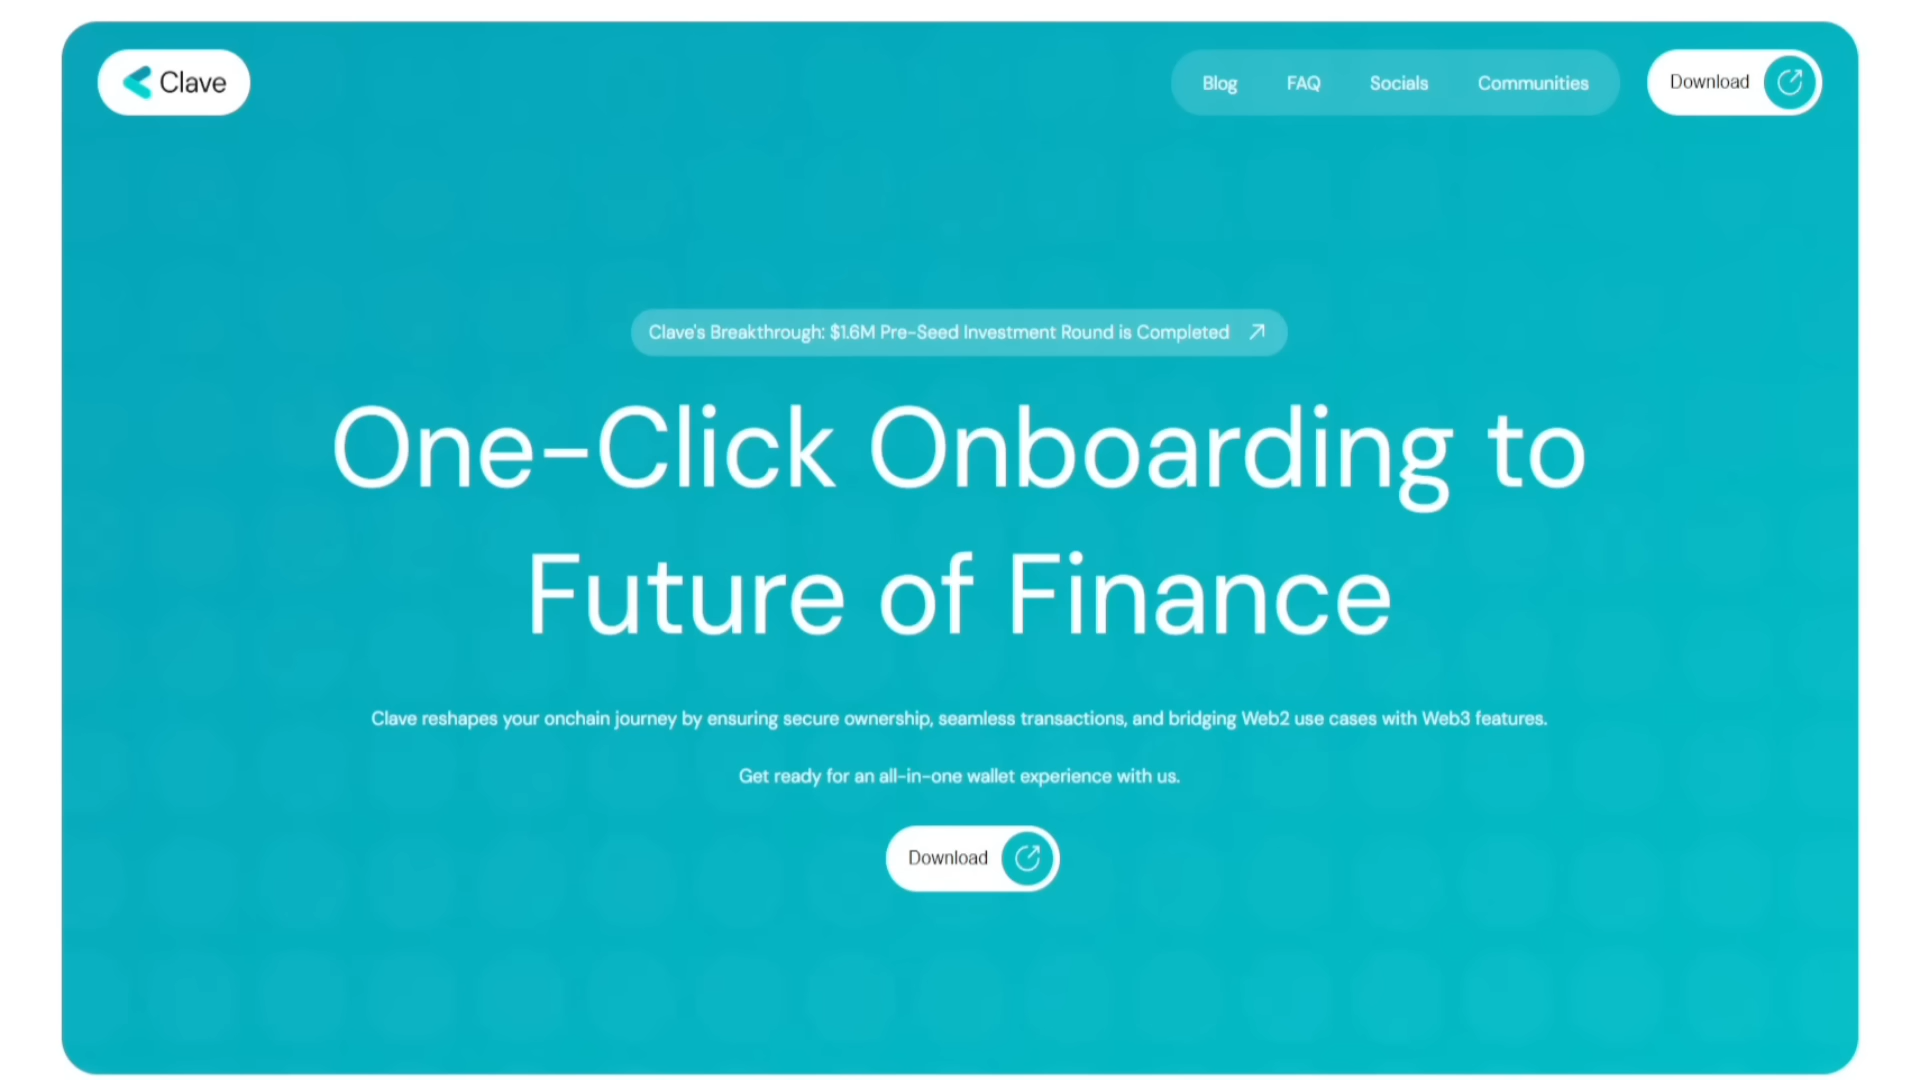 Clave
Blog FAQ Socials Communities
Download
Clave's Breakthrough: $1.6M Pre-Seed Investment Round is Completed
One-Click Onboarding to
Future of Finance
Clave reshapes your onchain journey by ensuring secure ownership, seamless transactions, and bridging Web2 use cases with Web3 features.
Get ready for an all-in-one wallet experience with us.
Download